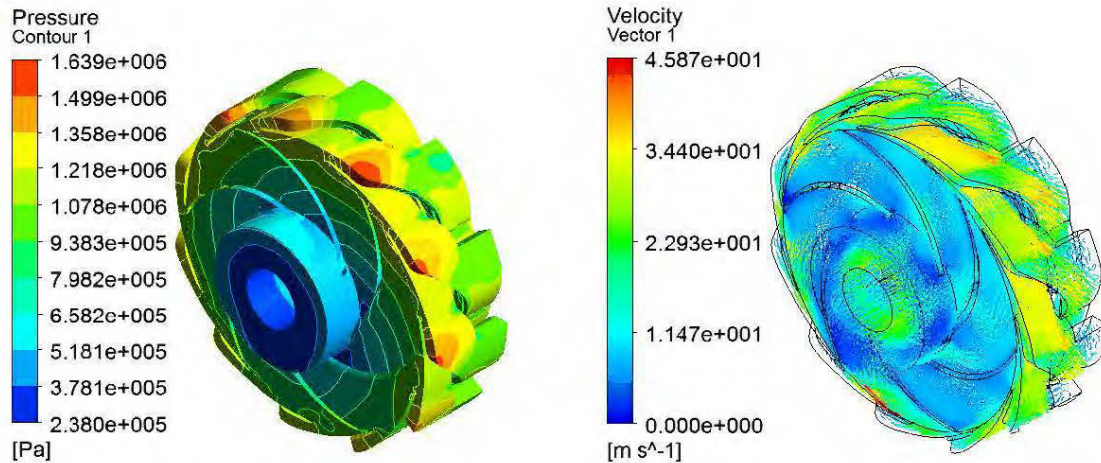 Pressure
Contour 1
1.639e+006
1.499e+006
1.358e+006
1.218e+006
1.078e+006
9.383e+005
7.982e+005
6.582e+005
5.181e+005
3.781e+005
2.380e+005
[Pa]
Velocity
Vector 1
4.587e+001
3.440e+001
2.293e+001
1.147e+001
0.000e+000
[m s^-1]